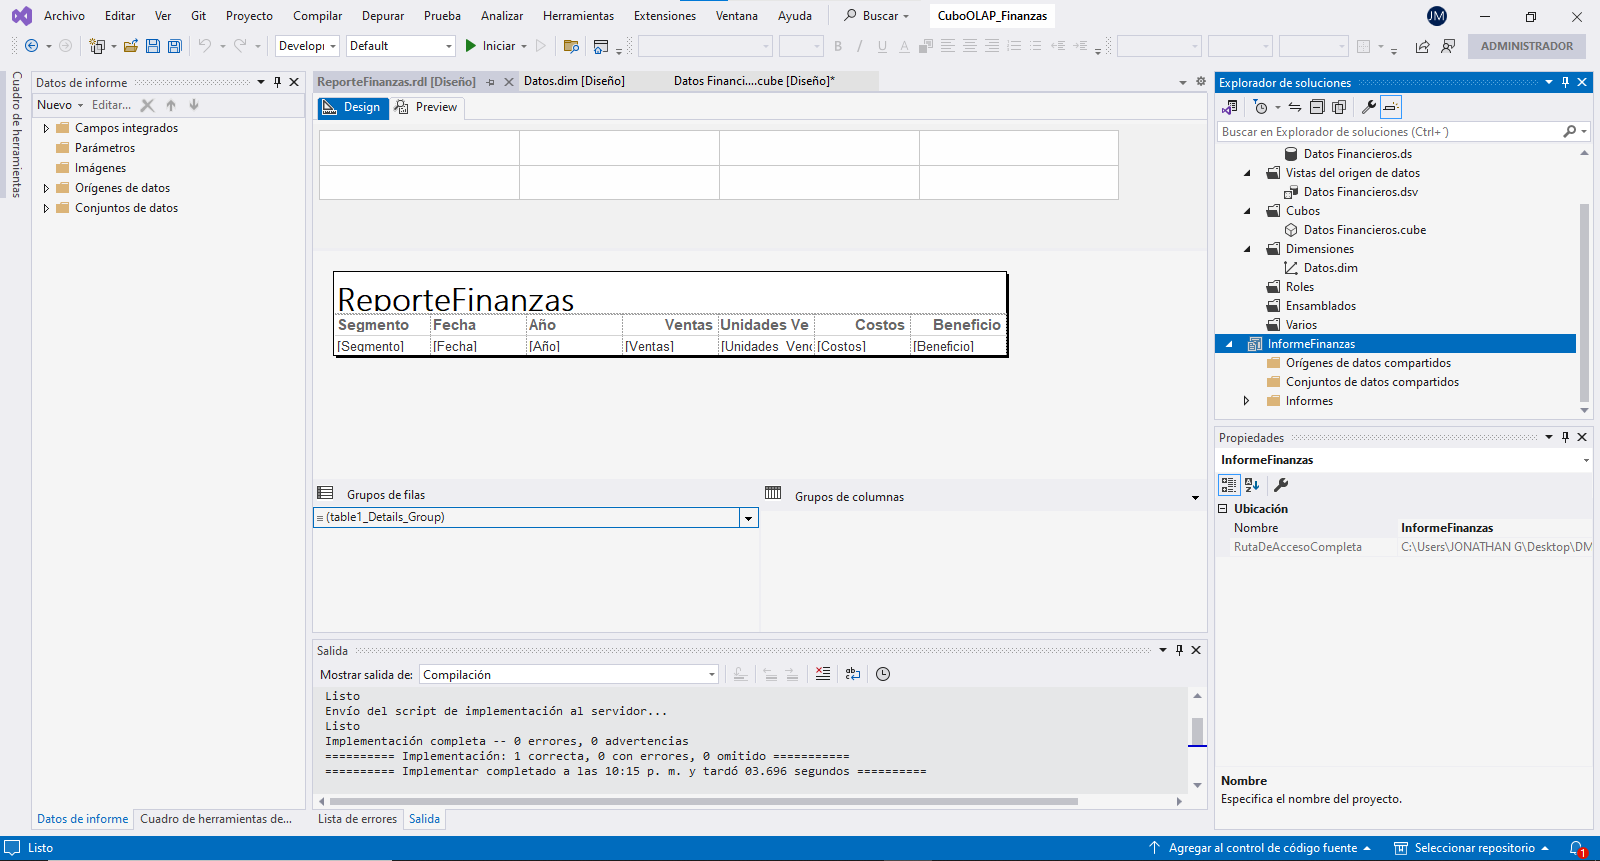 Archivo Editar Ver Git Proyecto Compilar Depurar Prueba Analizar Herramientas Extensiones Ventana Ayuda Buscar CuboOLAP_Finanzas JM
Develop Default Iniciar ADMINISTRADOR
Cuadro de herramientas
Datos de informe
Nuevo Editar...
Campos integrados
Parámetros
Imágenes
Orígenes de datos
Conjuntos de datos
ReporteFinanzas.rdl [Diseño] Datos.dim [Diseño] Datos Financi....cube [Diseño]*
Design Preview
ReporteFinanzas
Segmento Fecha Año Ventas Unidades Ve Costos Beneficio
[Segmento] [Fecha] [Año] [Ventas] [Unidades_Venc [Costos] [Beneficio]
Grupos de filas Grupos de columnas
(table1_Details_Group)
Salida
Mostrar salida de: Compilación
Listo
Envío del script de implementación al servidor...
Listo
Implementación completa -- 0 errores, 0 advertencias
========== Implementación: 1 correcta, 0 con errores, 0 omitido ===========
========== Implementar completado a las 10:15 p. m. y tardó 03.696 segundos ==========
Datos de informe Cuadro de herramientas de...
Lista de errores Salida
Explorador de soluciones
Buscar en Explorador de soluciones (Ctrl+´)
Datos Financieros.ds
Vistas del origen de datos
Datos Financieros.dsv
Cubos
Datos Financieros.cube
Dimensiones
Datos.dim
Roles
Ensamblados
Varios
InformeFinanzas
Orígenes de datos compartidos
Conjuntos de datos compartidos
Informes
Propiedades
InformeFinanzas
Ubicación
Nombre InformeFinanzas
RutaDeAccesoCompleta C:\Users\JONATHAN G\Desktop\DM
Nombre
Especifica el nombre del proyecto.
Listo Agregar al control de código fuente Seleccionar repositorio 1